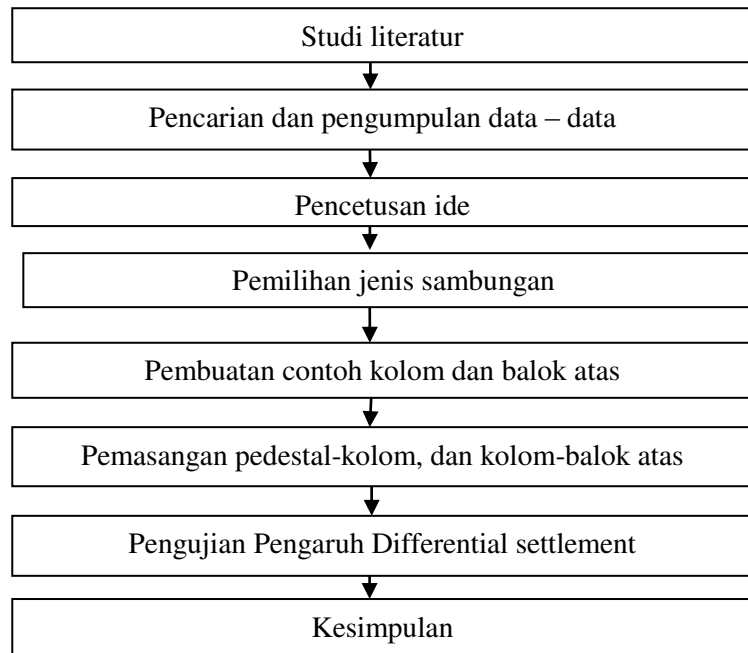 Studi literatur
Pencarian dan pengumpulan data – data
Pencetusan ide
Pemilihan jenis sambungan
Pembuatan contoh kolom dan balok atas
Pemasangan pedestal-kolom, dan kolom-balok atas
Pengujian Pengaruh Differential settlement
Kesimpulan